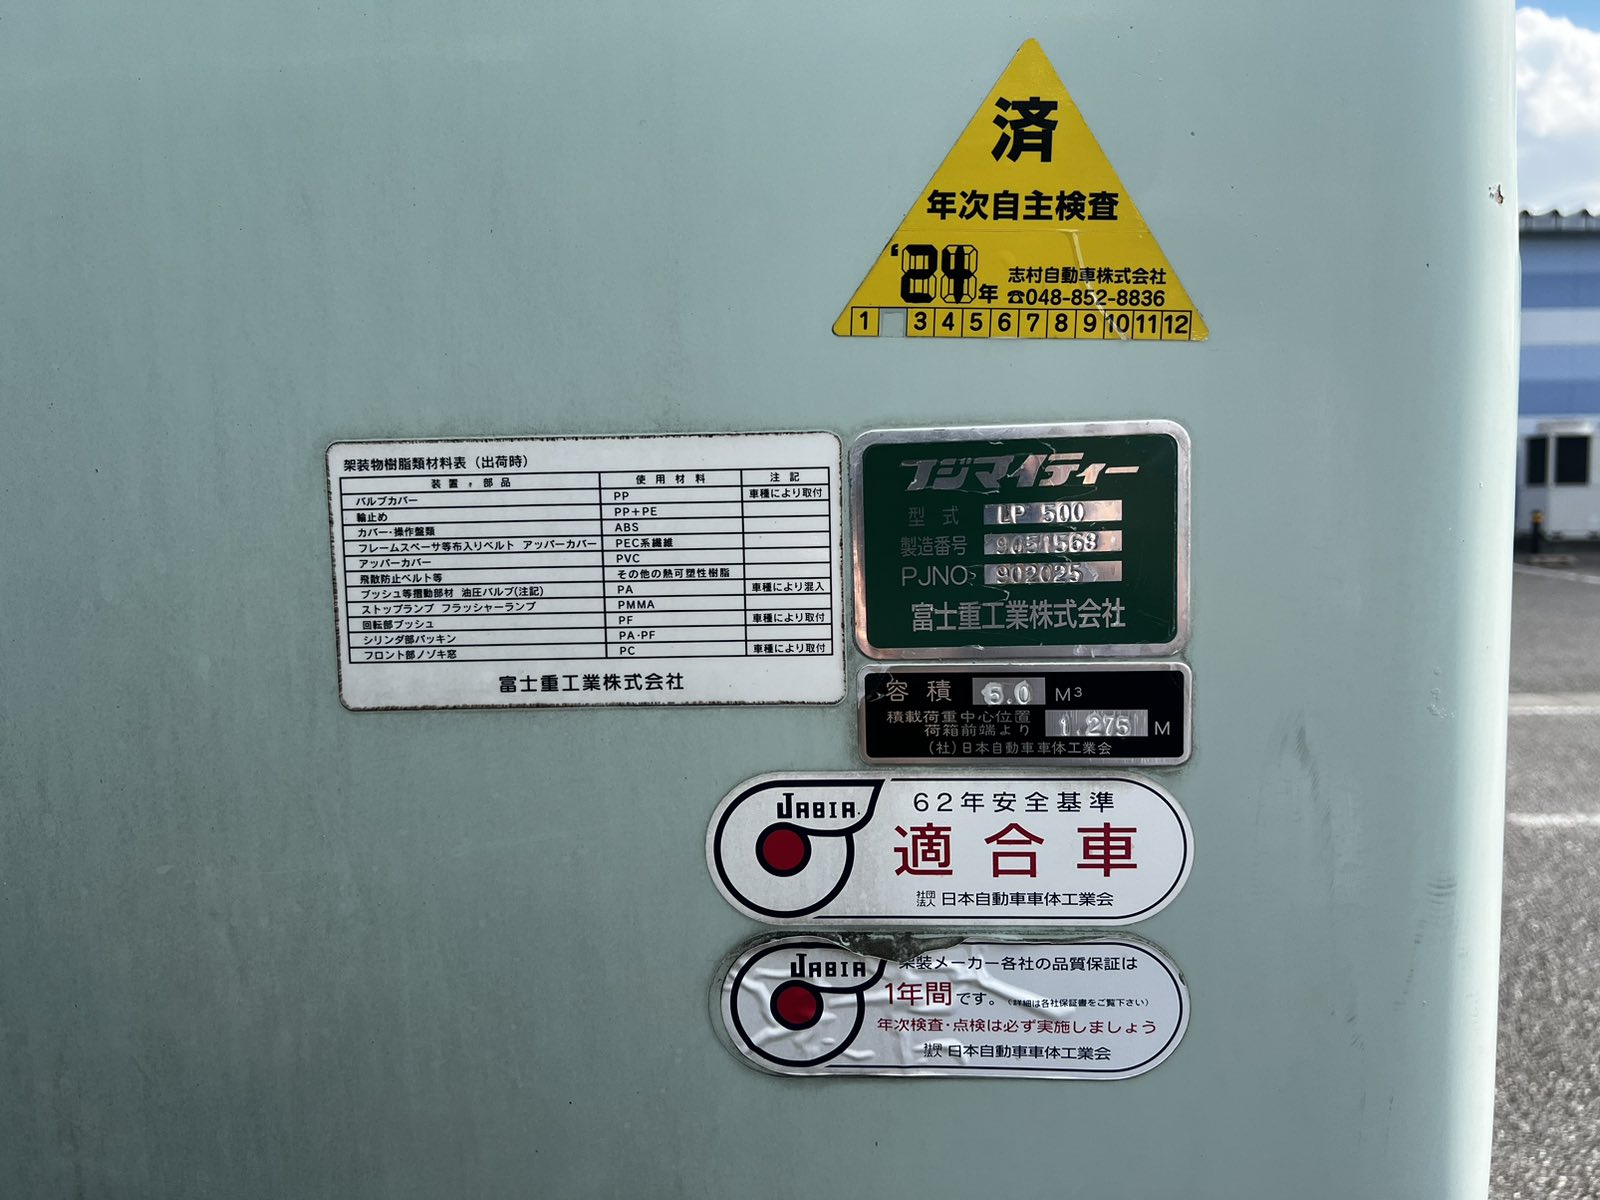 済
年次自主検査
'24年 志村自動車株式会社
☎048-852-8836
1 3 4 5 6 7 8 9 10 11 12
架装物樹脂類材料表（出荷時）
装置・部品 使用材料 注記
バルブカバー PP 車種により取付
輪止め PP+PE
カバー・操作盤類 ABS
フレームスペーサ等布入りベルト アッパーカバー PEC系繊維
アッパーカバー PVC
飛散防止ベルト等 その他の熱可塑性樹脂
ブッシュ等摺動部材 油圧バルブ(注記) PA 車種により混入
ストップランプ フラッシャーランプ PMMA
回転部ブッシュ PF 車種により取付
シリンダ部パッキン PA・PF
フロント部ノゾキ窓 PC 車種により取付
富士重工業株式会社
フジマイティー
型式 LP 500
製造番号 9051568
PJNO 902025
富士重工業株式会社
容積 5.0 M³
積載荷重中心位置
荷箱前端より 1.275 M
(社)日本自動車車体工業会
JABIA
62年安全基準
適合車
社団法人 日本自動車車体工業会
JABIA
架装メーカー各社の品質保証は
1年間です。（詳細は各社保証書をご覧下さい）
年次検査・点検は必ず実施しましょう
社団法人 日本自動車車体工業会